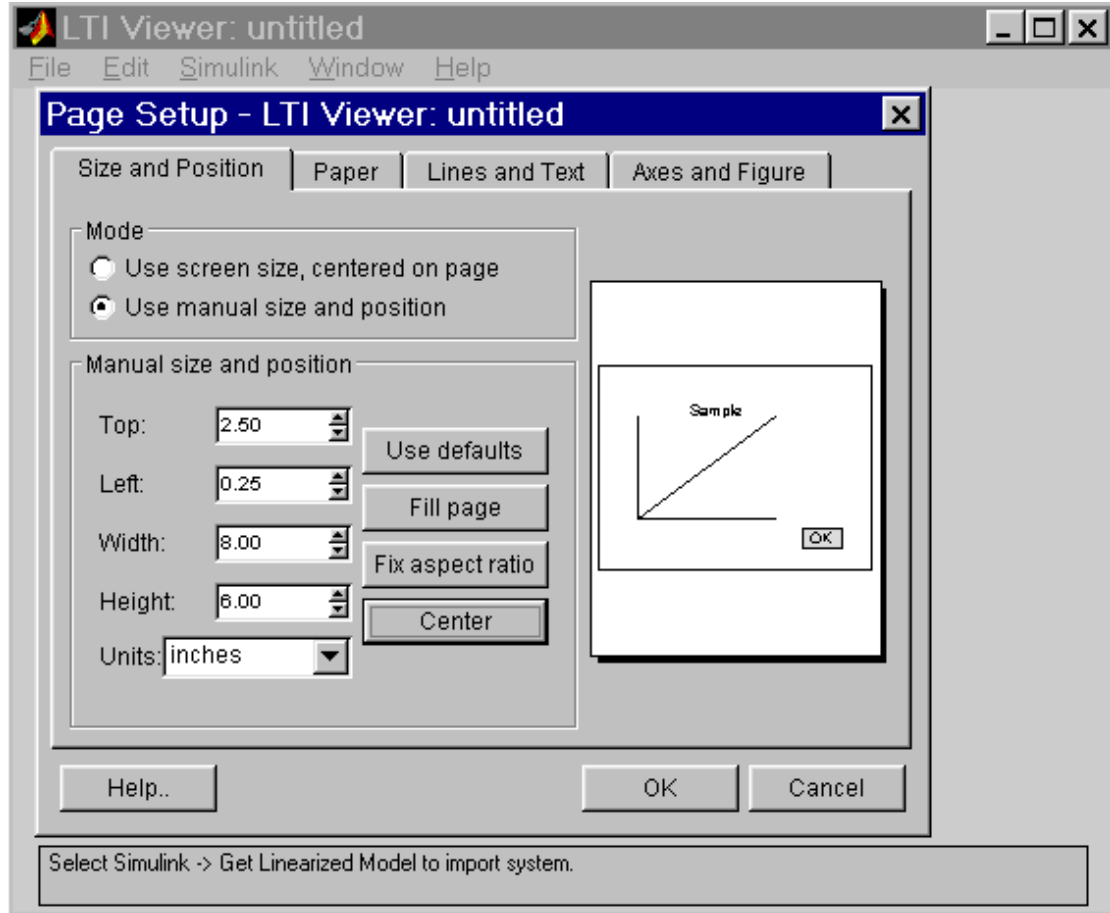 LTI Viewer: untitled
File Edit Simulink Window Help
Page Setup - LTI Viewer: untitled
Size and Position Paper Lines and Text Axes and Figure
Mode
Use screen size, centered on page
Use manual size and position
Manual size and position
Top: 2.50
Left: 0.25
Width: 8.00
Height: 6.00
Units: inches
Use defaults
Fill page
Fix aspect ratio
Center
Sample
OK
Help..
OK
Cancel
Select Simulink -> Get Linearized Model to import system.